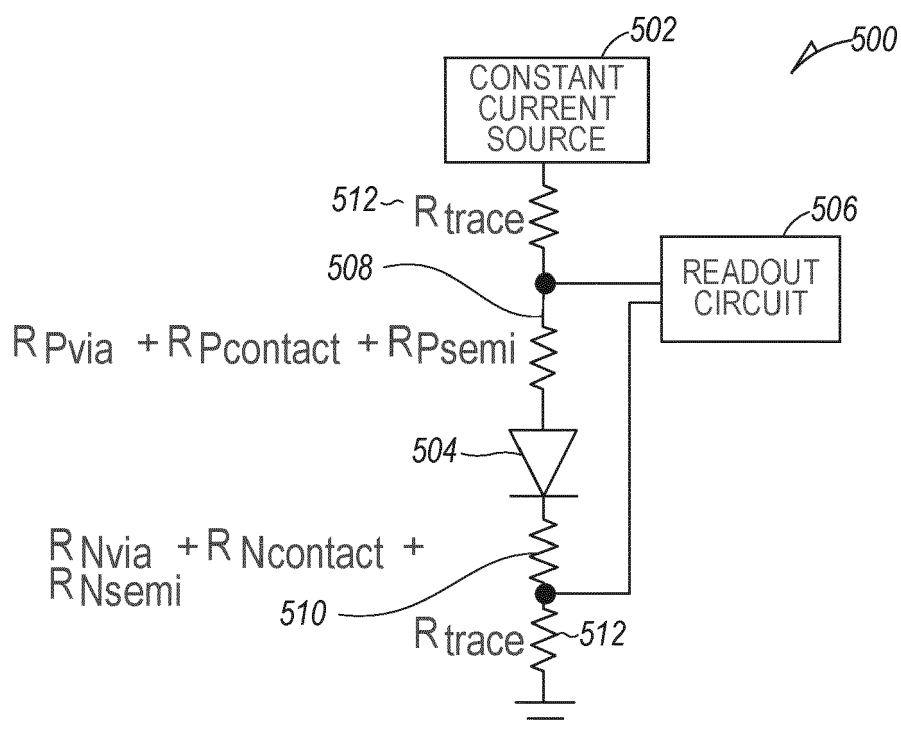 502
500
CONSTANT
CURRENT
SOURCE
512
Rtrace
506
READOUT
CIRCUIT
508
RPvia + RPcontact + RPsemi
504
RNvia + RNcontact +
RNsemi
510
Rtrace
512